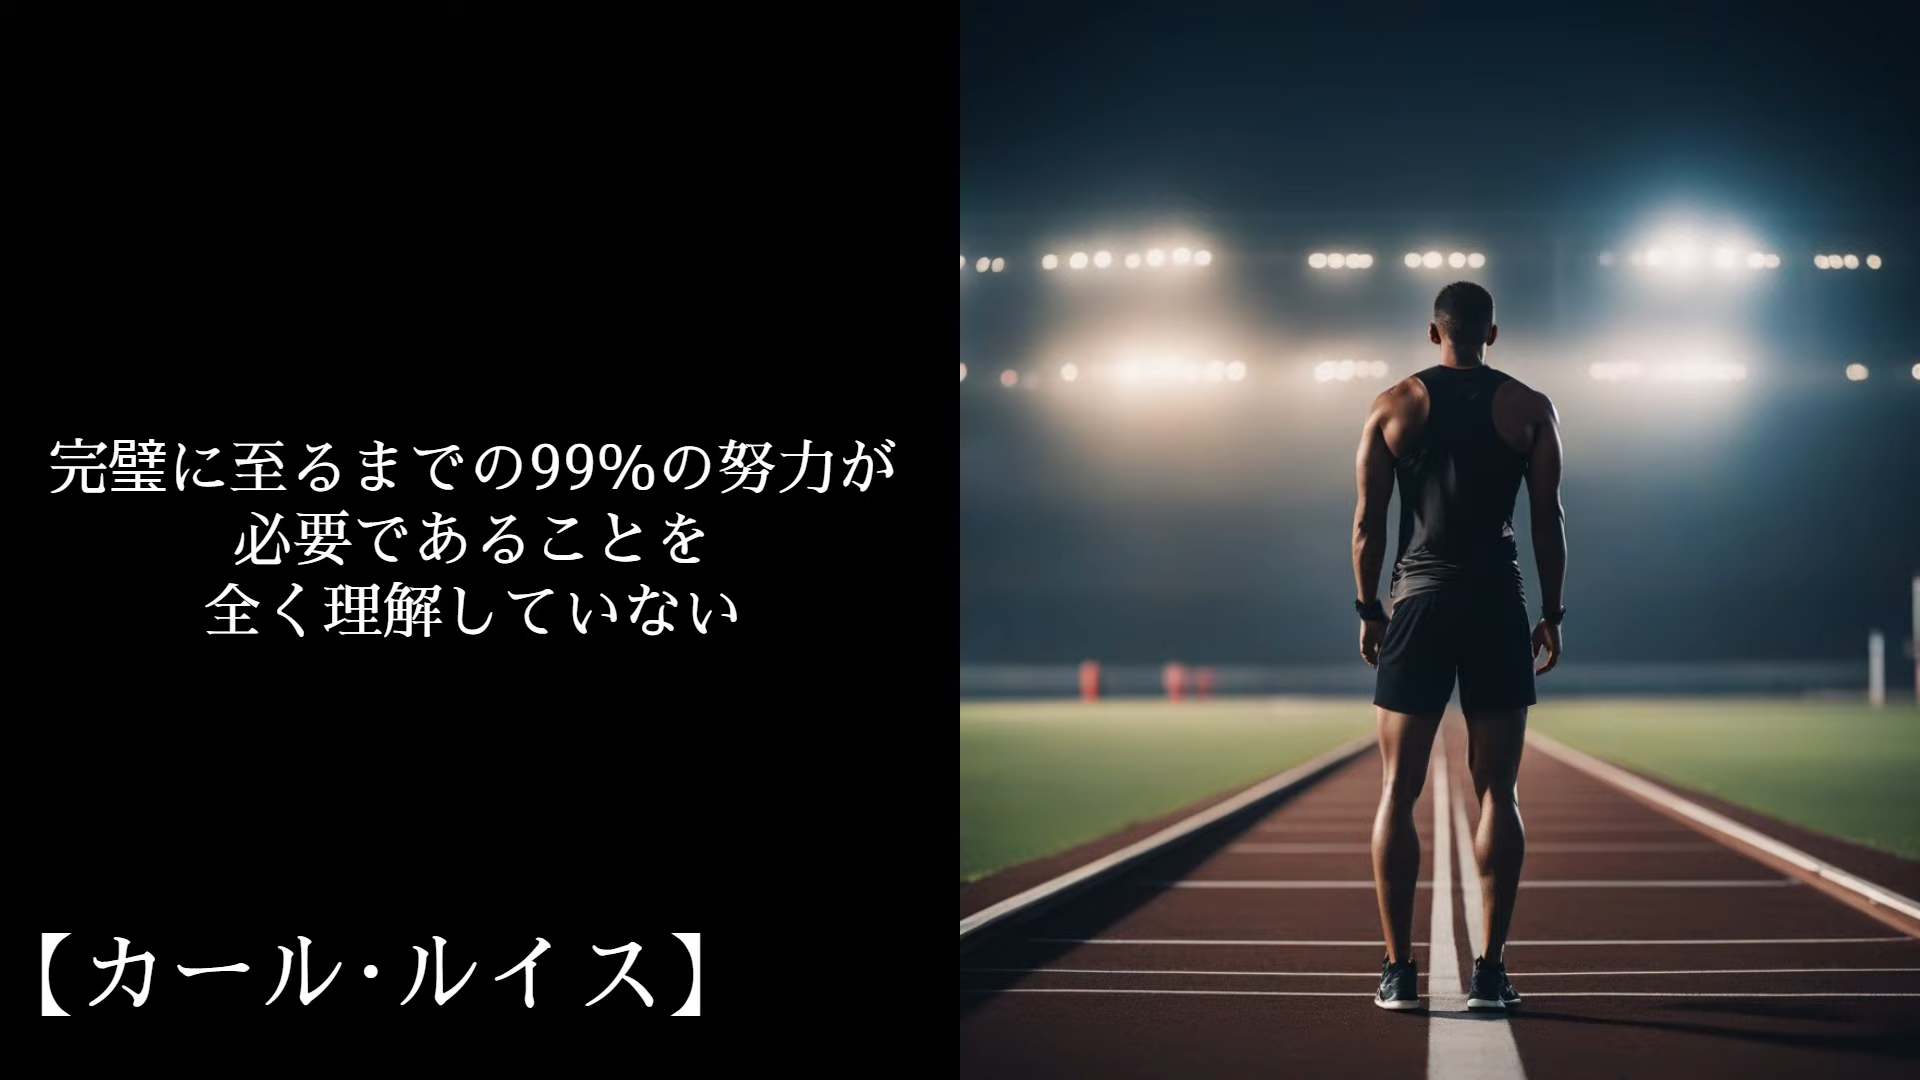 完璧に至るまでの99%の努力が
必要であることを
全く理解していない
【カール・ルイス】